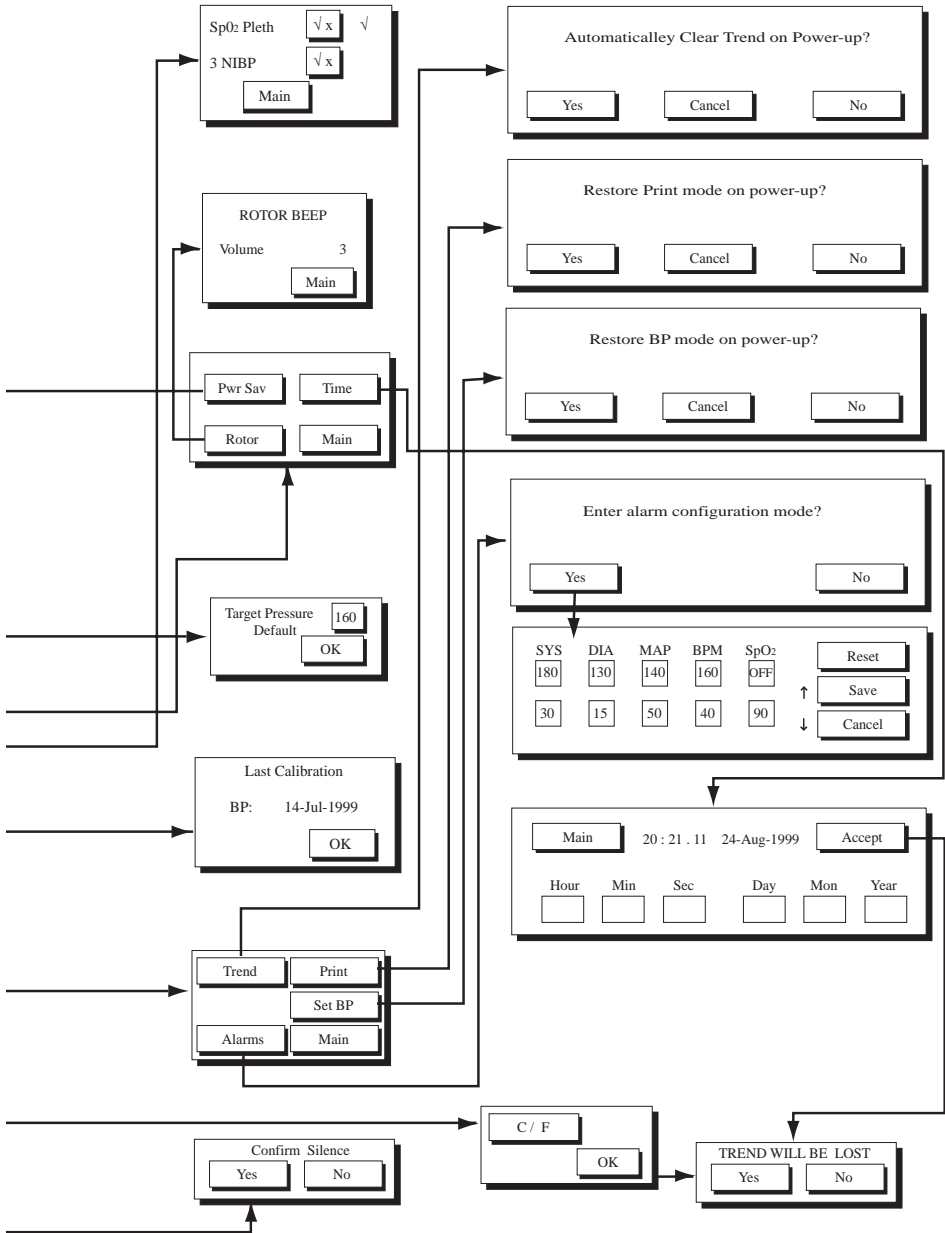 SpO2 Pleth √ x √
3 NIBP √ x
Main
ROTOR BEEP
Volume 3
Main
Pwr Sav Time
Rotor Main
Target Pressure 160
Default
OK
Last Calibration
BP: 14-Jul-1999
OK
Trend Print
Set BP
Alarms Main
Confirm Silence
Yes No
Automaticalley Clear Trend on Power-up?
Yes Cancel No
Restore Print mode on power-up?
Yes Cancel No
Restore BP mode on power-up?
Yes Cancel No
Enter alarm configuration mode?
Yes No
SYS DIA MAP BPM SpO2 Reset
180 130 140 160 OFF ↑ Save
30 15 50 40 90 ↓ Cancel
Main 20 : 21 . 11 24-Aug-1999 Accept
Hour Min Sec Day Mon Year
C / F
OK
TREND WILL BE LOST
Yes No